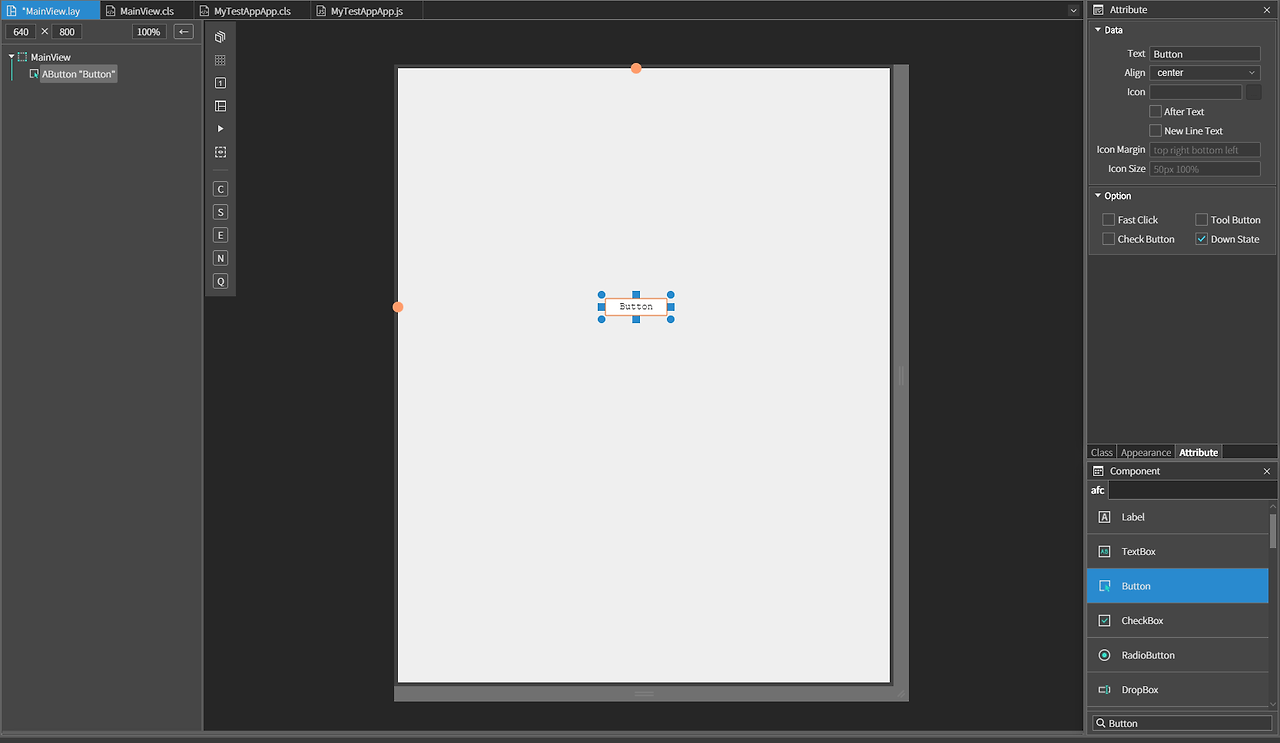 *MainView.lay
MainView.cls
MyTestAppApp.cls
MyTestAppApp.js
640 × 800
100%
MainView
AButton "Button"
1
C
S
E
N
Q
Button
Attribute
Data
Text Button
Align center
Icon
After Text
New Line Text
Icon Margin top right bottom left
Icon Size 50px 100%
Option
Fast Click
Tool Button
Check Button
Down State
Class
Appearance
Attribute
Component
afc
A Label
AB TextBox
Button
CheckBox
RadioButton
DropBox
Button